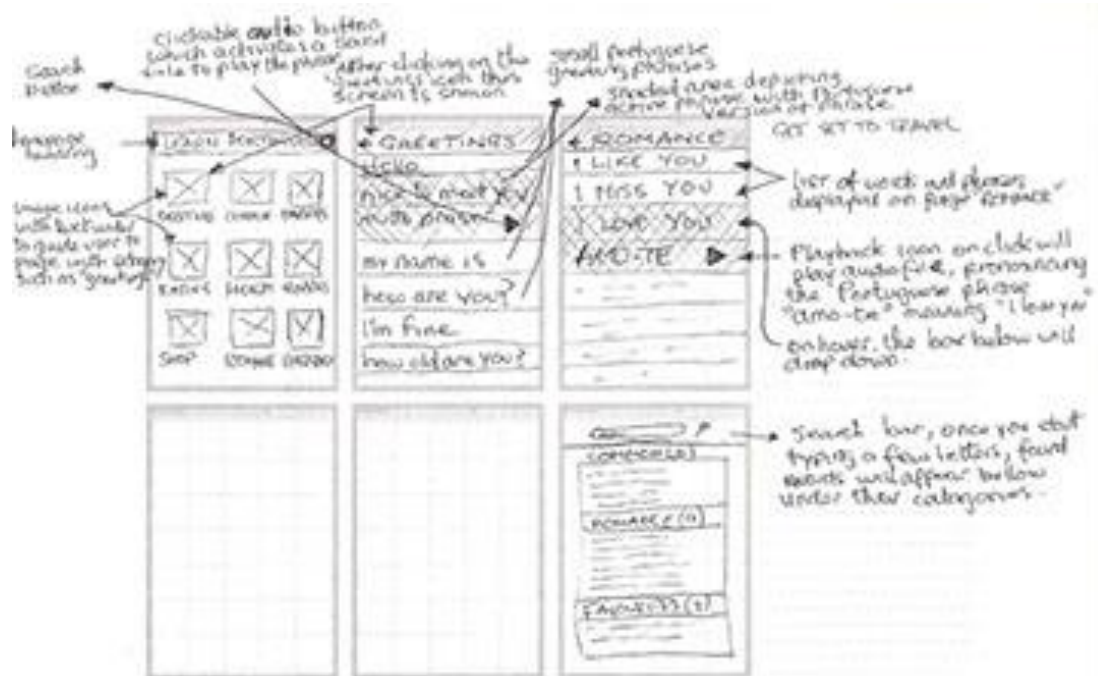 Search
button
clickable audio button
which activates a sound
file to play the phrase
After clicking on the
"greetings" icon this
screen is shown
small portuguese
greeting phrases
shaded area depicting
active phrase with Portuguese
version of phrase
GET SET TO TRAVEL
language
heading
image icons
with text under
to guide user to
page with category
such as "greetings"
LEARN PORTUGUESE
SHOP
GREETINGS
Hello
nice to meet you
muito prazer
my name is
how are you?
I'm fine
how old are you?
ROMANCE
I LIKE YOU
I MISS YOU
I LOVE YOU
AMO-TE
list of words and phrases
displayed on page "romance"
Playback icon on click will
play audio file, pronouncing
the Portuguese phrase
"amo-te" meaning "I love you"
on hover, the box below will
drop down.
Search bar, once you start
typing a few letters, found
words will appear below
under their categories.
ROMANCE